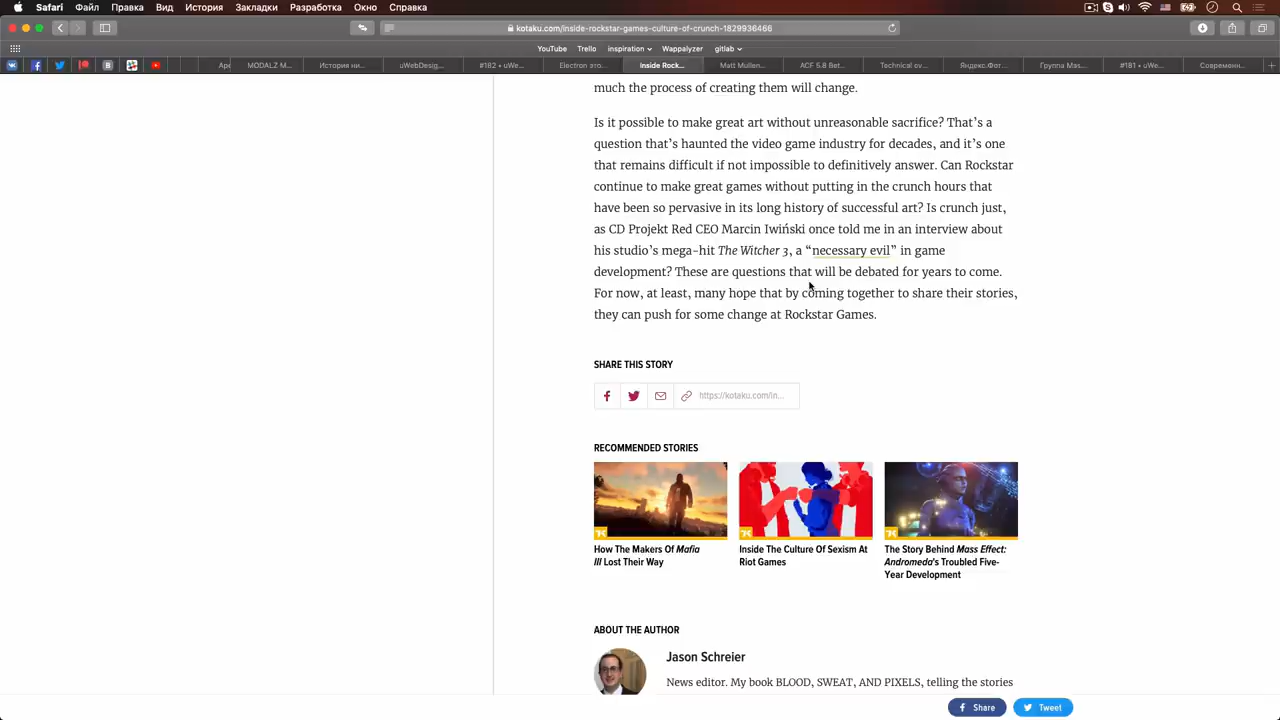 Safari Файл Правка Вид История Закладки Разработка Окно Справка
kotaku.com/inside-rockstar-games-culture-of-crunch-1829936466
YouTube Trello inspiration Wappalyzer gitlab
MODALZ M... История ни... uWebDesig... #182 • uWe... Electron это... Inside Rock... Matt Mullen... ACF 5.8 Bet... Technical ov... Яндекс.Фот... Группа Mas... #181 • uWe... Современн...
much the process of creating them will change.
Is it possible to make great art without unreasonable sacrifice? That’s a
question that’s haunted the video game industry for decades, and it’s one
that remains difficult if not impossible to definitively answer. Can Rockstar
continue to make great games without putting in the crunch hours that
have been so pervasive in its long history of successful art? Is crunch just,
as CD Projekt Red CEO Marcin Iwiński once told me in an interview about
his studio’s mega-hit The Witcher 3, a “necessary evil” in game
development? These are questions that will be debated for years to come.
For now, at least, many hope that by coming together to share their stories,
they can push for some change at Rockstar Games.
SHARE THIS STORY
https://kotaku.com/in...
RECOMMENDED STORIES
How The Makers Of Mafia
III Lost Their Way
Inside The Culture Of Sexism At
Riot Games
The Story Behind Mass Effect:
Andromeda's Troubled Five-
Year Development
ABOUT THE AUTHOR
Jason Schreier
News editor. My book BLOOD, SWEAT, AND PIXELS, telling the stories
Share Tweet